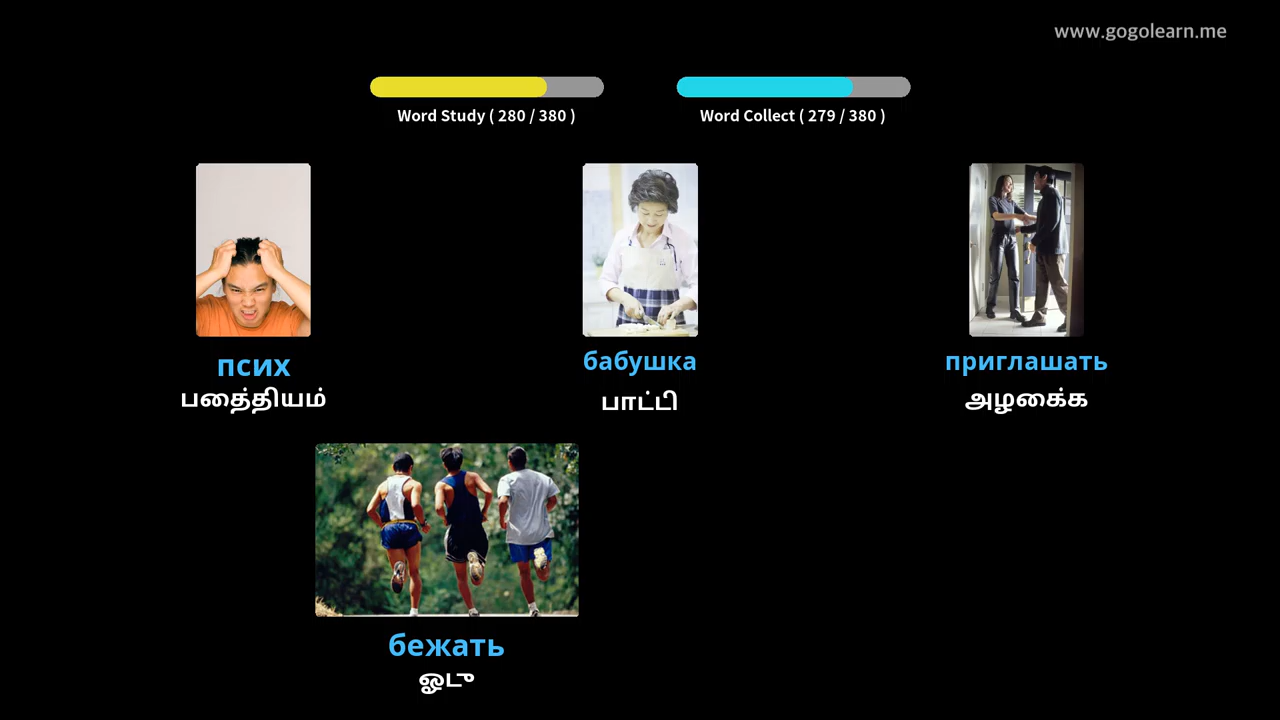 www.gogolearn.me
Word Study ( 280 / 380 )
Word Collect ( 279 / 380 )
псих
бабушка
приглашать
பைத்தியம்
பாட்டி
அழைக்க
бежать
ஓடு